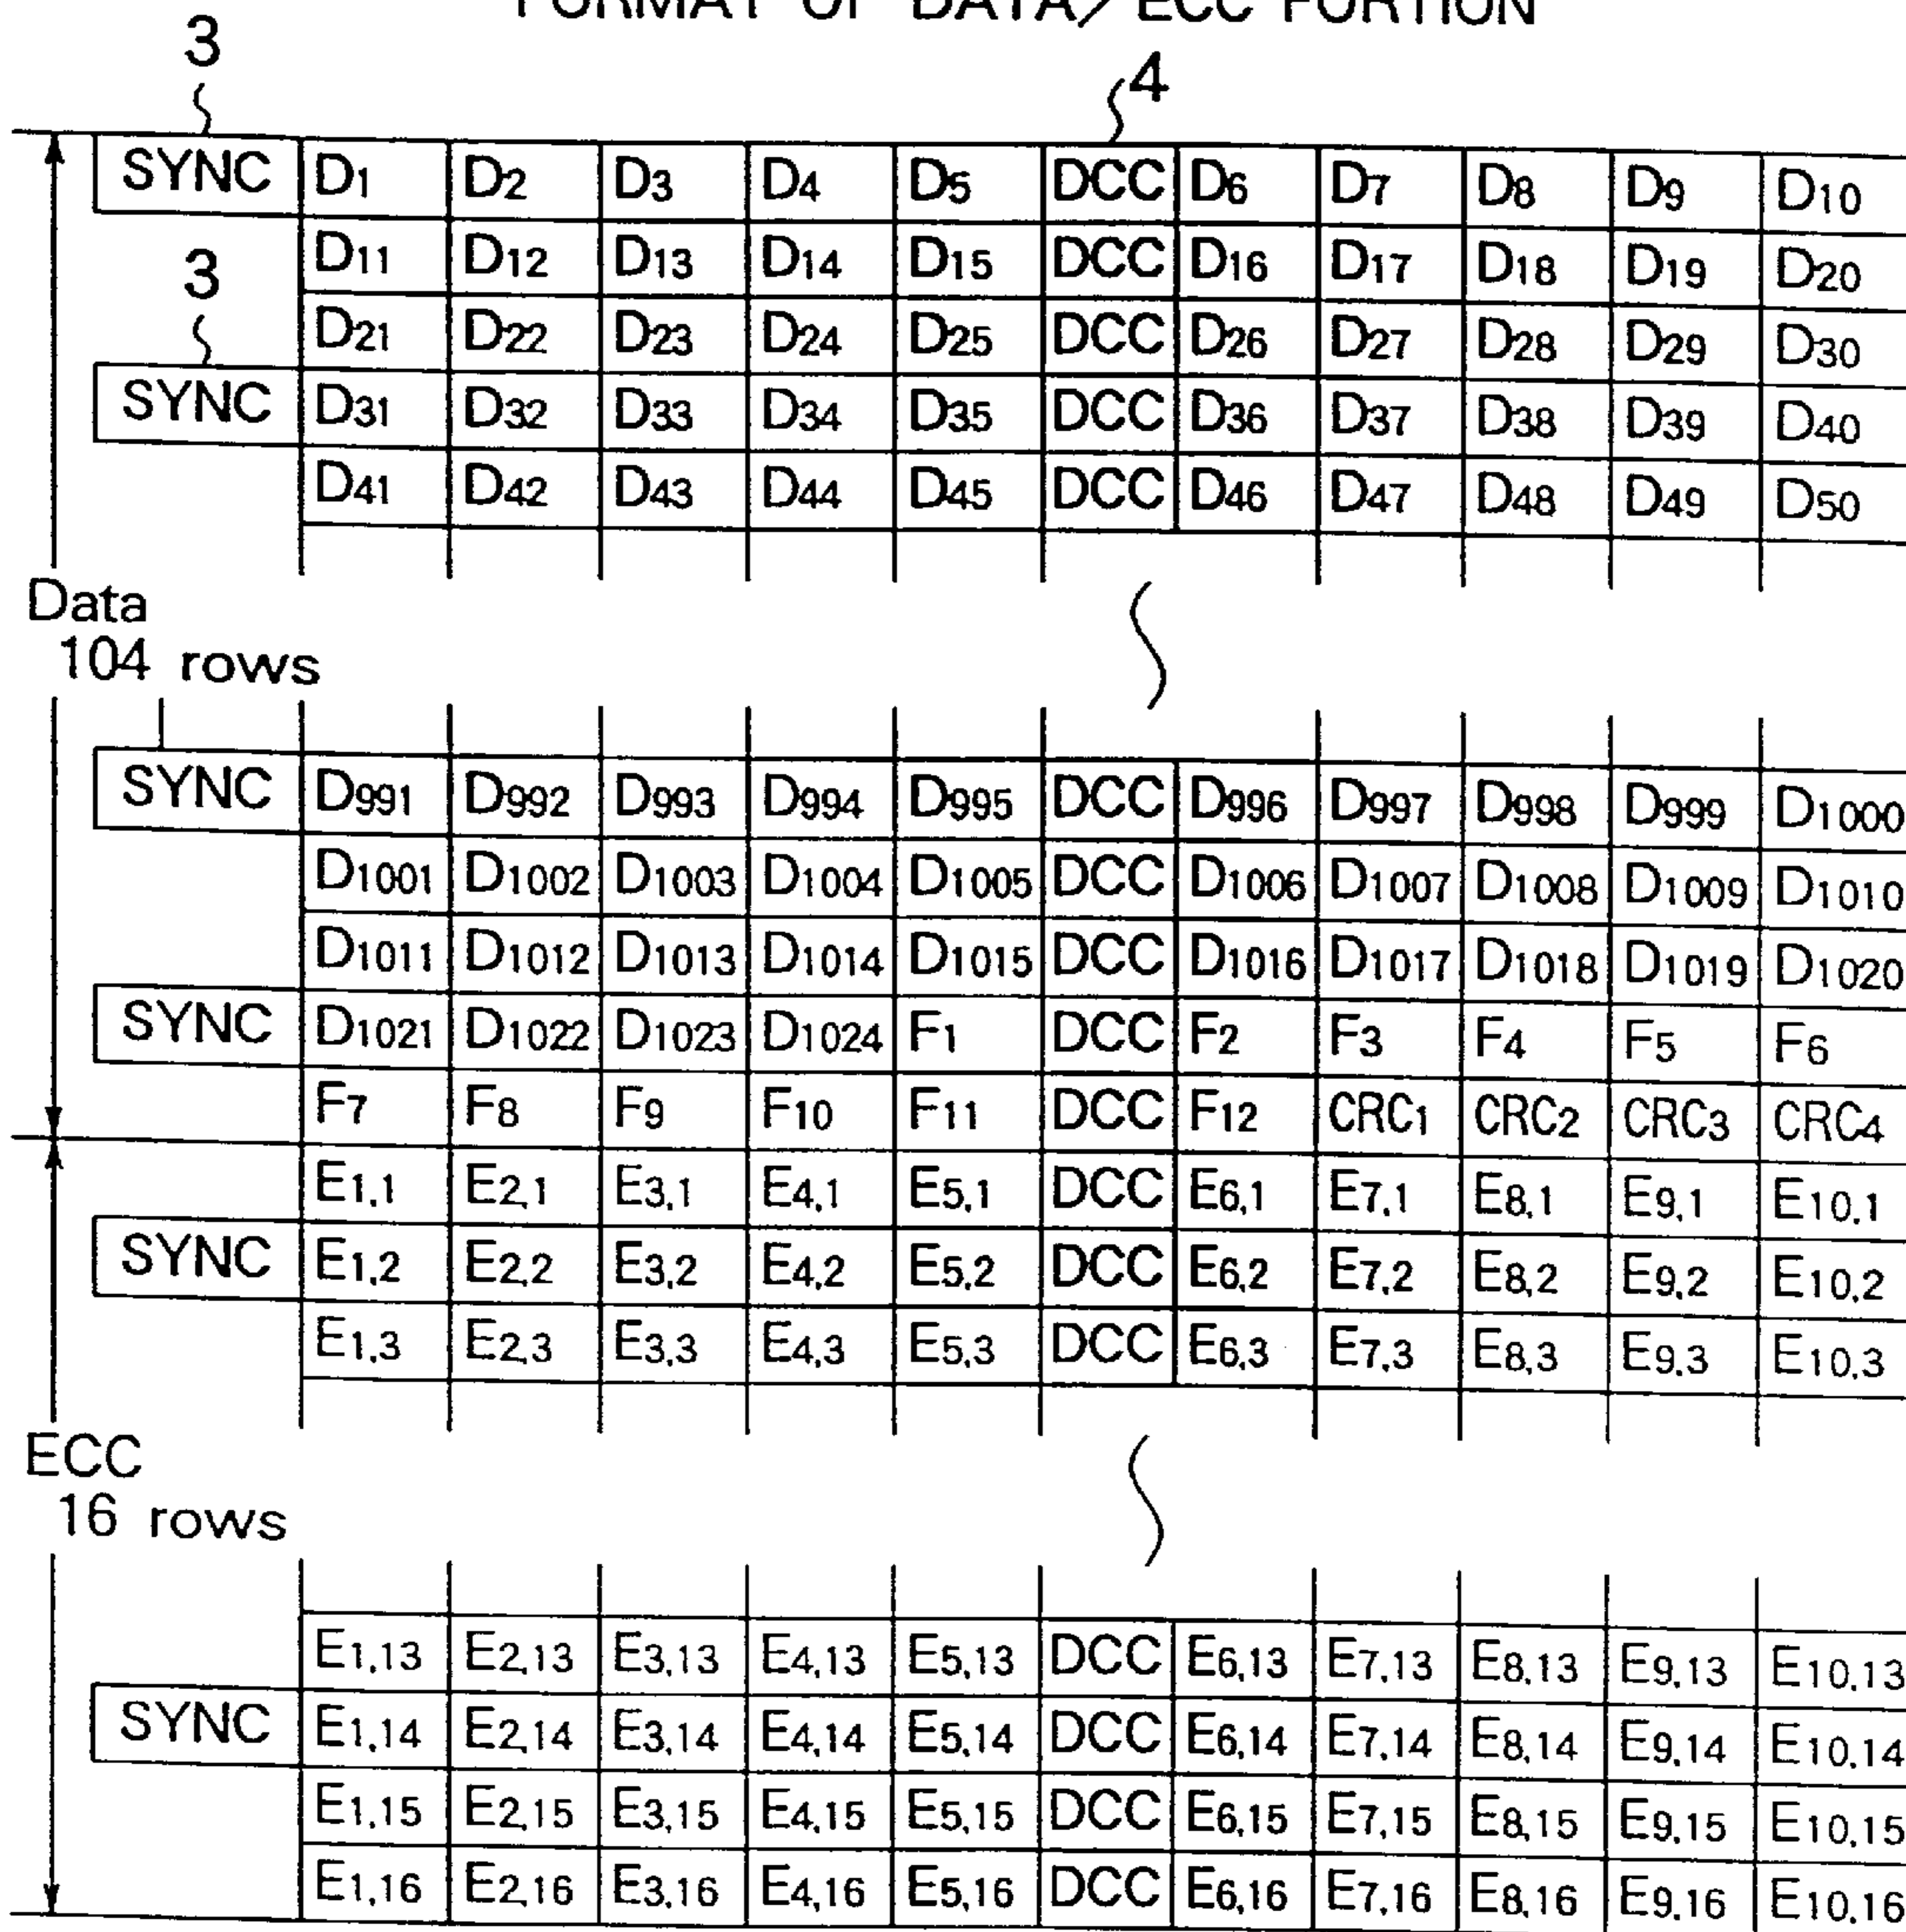 FORMAT OF DATA/ECC PORTION
3
4
SYNC D1 D2 D3 D4 D5 DCC D6 D7 D8 D9 D10
D11 D12 D13 D14 D15 DCC D16 D17 D18 D19 D20
3
D21 D22 D23 D24 D25 DCC D26 D27 D28 D29 D30
SYNC D31 D32 D33 D34 D35 DCC D36 D37 D38 D39 D40
D41 D42 D43 D44 D45 DCC D46 D47 D48 D49 D50
Data
104 rows
SYNC D991 D992 D993 D994 D995 DCC D996 D997 D998 D999 D1000
D1001 D1002 D1003 D1004 D1005 DCC D1006 D1007 D1008 D1009 D1010
D1011 D1012 D1013 D1014 D1015 DCC D1016 D1017 D1018 D1019 D1020
SYNC D1021 D1022 D1023 D1024 F1 DCC F2 F3 F4 F5 F6
F7 F8 F9 F10 F11 DCC F12 CRC1 CRC2 CRC3 CRC4
E1,1 E2,1 E3,1 E4,1 E5,1 DCC E6,1 E7,1 E8,1 E9,1 E10,1
SYNC E1,2 E2,2 E3,2 E4,2 E5,2 DCC E6,2 E7,2 E8,2 E9,2 E10,2
E1,3 E2,3 E3,3 E4,3 E5,3 DCC E6,3 E7,3 E8,3 E9,3 E10,3
ECC
16 rows
E1,13 E2,13 E3,13 E4,13 E5,13 DCC E6,13 E7,13 E8,13 E9,13 E10,13
SYNC E1,14 E2,14 E3,14 E4,14 E5,14 DCC E6,14 E7,14 E8,14 E9,14 E10,14
E1,15 E2,15 E3,15 E4,15 E5,15 DCC E6,15 E7,15 E8,15 E9,15 E10,15
E1,16 E2,16 E3,16 E4,16 E5,16 DCC E6,16 E7,16 E8,16 E9,16 E10,16